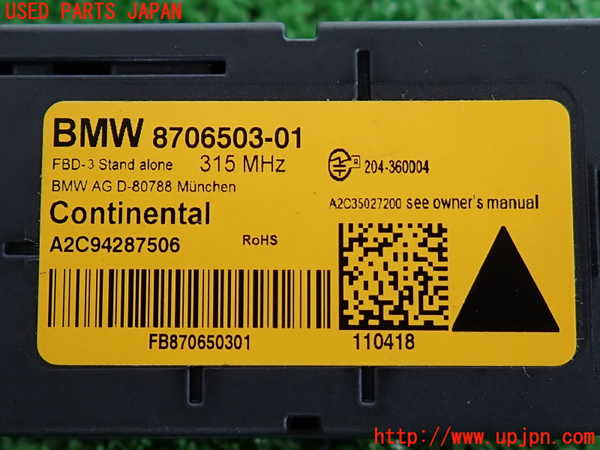 USED PARTS JAPAN
BMW 8706503-01
FBD-3 Stand alone 315 MHz
BMW AG D-80788 München
R 204-360004
Continental
A2C35027200 see owner's manual
A2C94287506 RoHS
FB870650301
110418
http://www.upjpn.com/